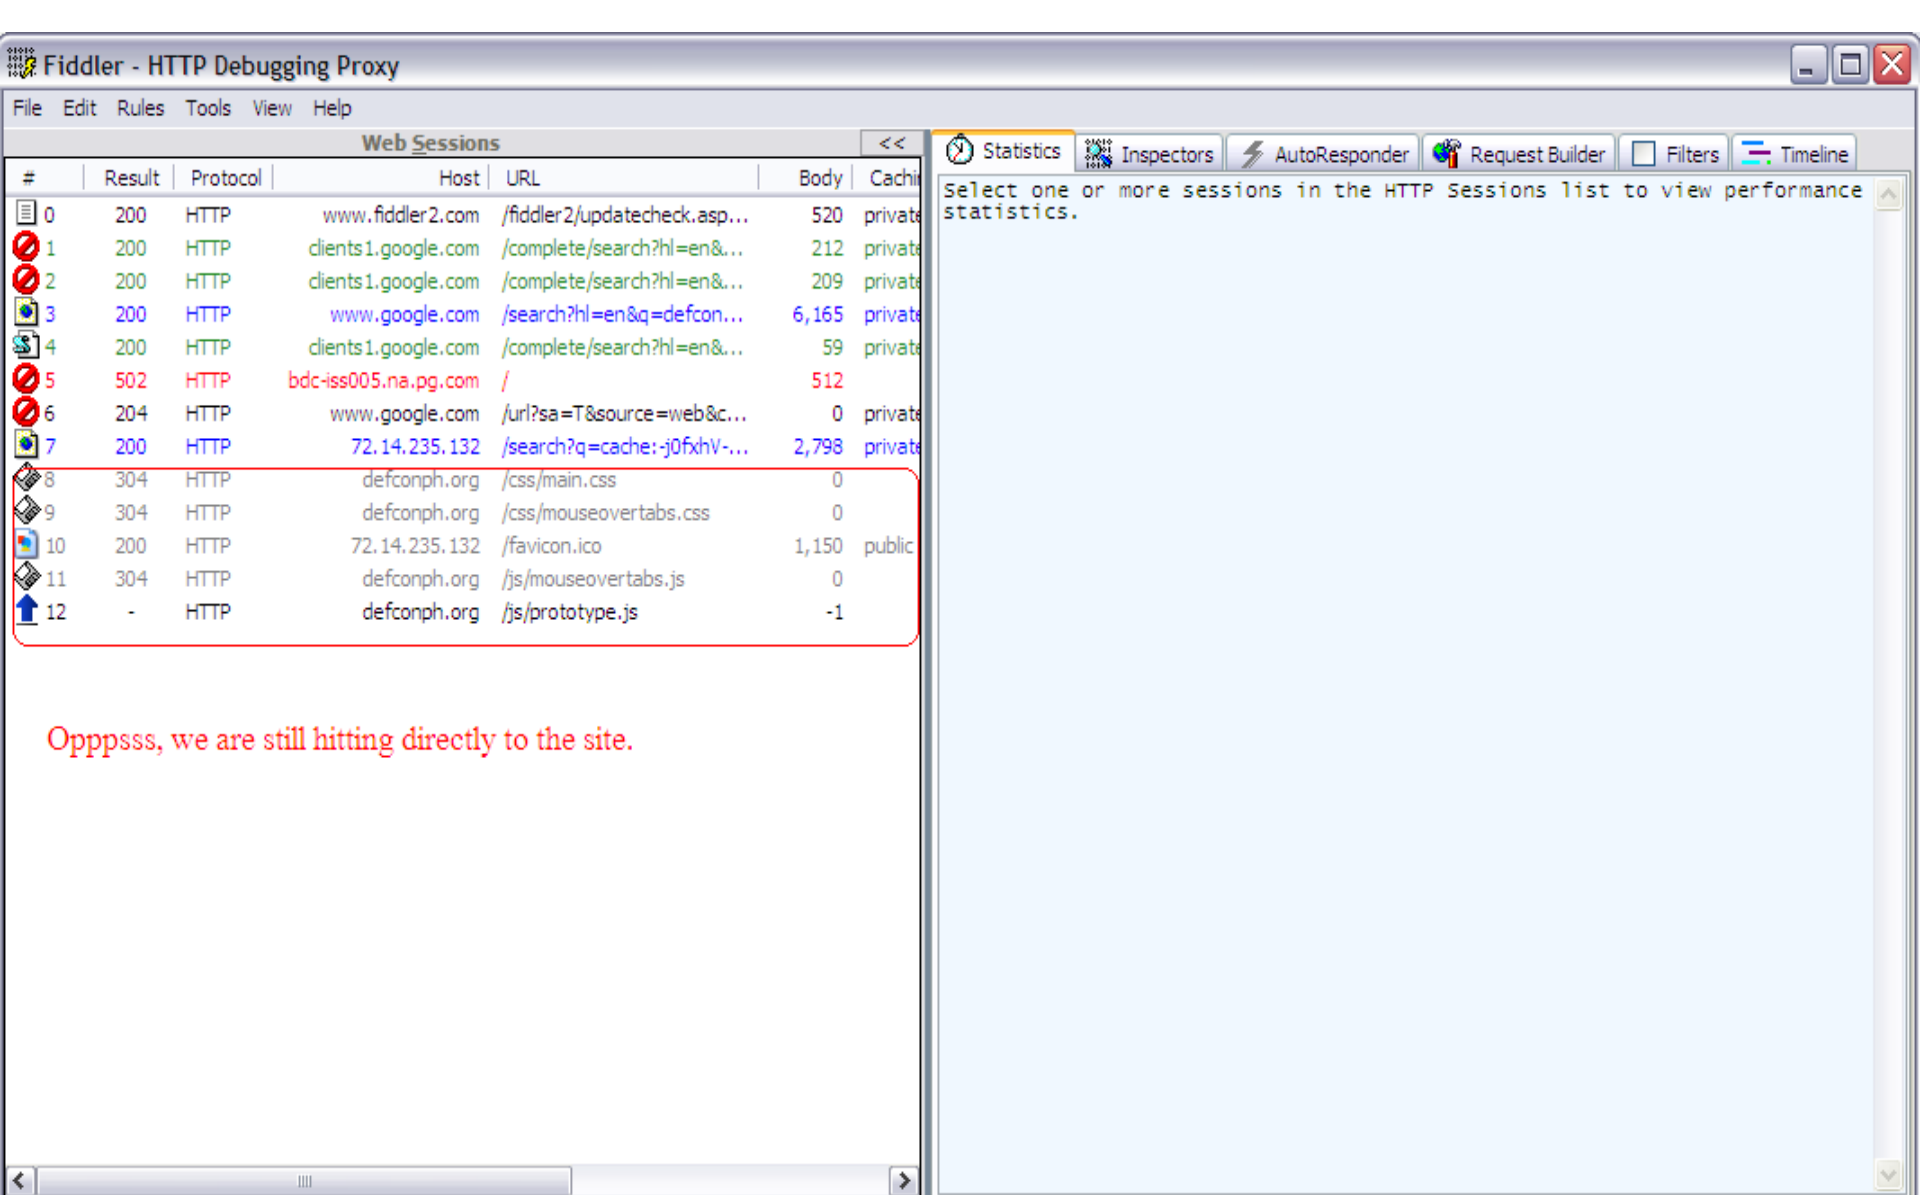 Fiddler - HTTP Debugging Proxy
File Edit Rules Tools View Help
Web Sessions <<
# Result Protocol Host URL Body Cachi
0 200 HTTP www.fiddler2.com /fiddler2/updatecheck.asp... 520 private
1 200 HTTP clients1.google.com /complete/search?hl=en&... 212 private
2 200 HTTP clients1.google.com /complete/search?hl=en&... 209 private
3 200 HTTP www.google.com /search?hl=en&q=defcon... 6,165 private
4 200 HTTP clients1.google.com /complete/search?hl=en&... 59 private
5 502 HTTP bdc-iss005.na.pg.com / 512
6 204 HTTP www.google.com /url?sa=T&source=web&c... 0 private
7 200 HTTP 72.14.235.132 /search?q=cache:-j0fxhV-... 2,798 private
8 304 HTTP defconph.org /css/main.css 0
9 304 HTTP defconph.org /css/mouseovertabs.css 0
10 200 HTTP 72.14.235.132 /favicon.ico 1,150 public
11 304 HTTP defconph.org /js/mouseovertabs.js 0
12 - HTTP defconph.org /js/prototype.js -1
Opppsss, we are still hitting directly to the site.
Statistics Inspectors AutoResponder Request Builder Filters Timeline
Select one or more sessions in the HTTP Sessions list to view performance
statistics.